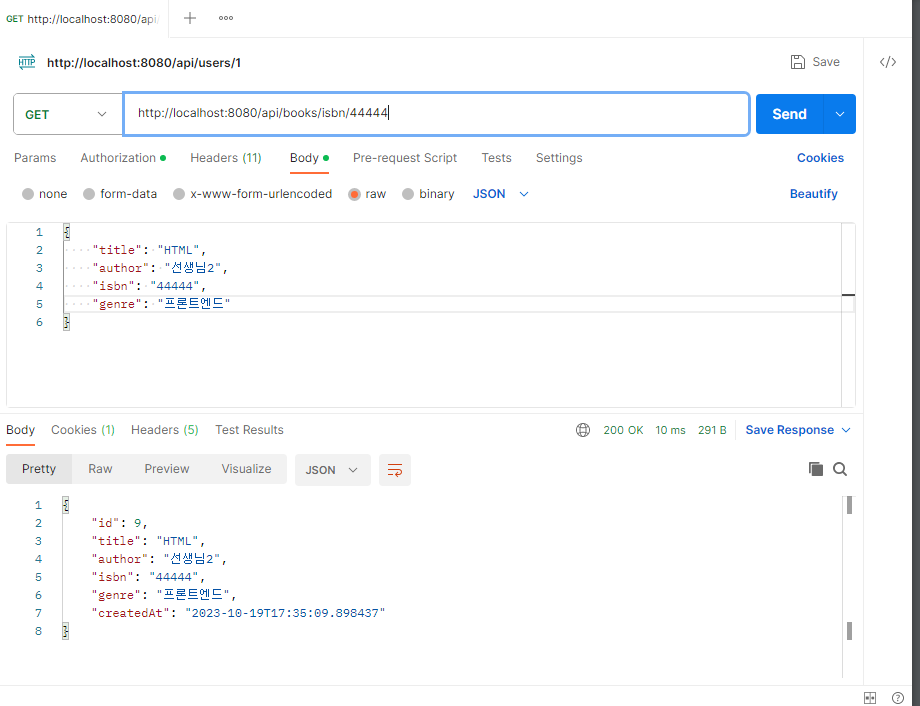 GET http://localhost:8080/api/
http://localhost:8080/api/users/1
Save
GET http://localhost:8080/api/books/isbn/44444 Send
Params Authorization Headers (11) Body Pre-request Script Tests Settings Cookies
none form-data x-www-form-urlencoded raw binary JSON Beautify
1 {
2 "title": "HTML",
3 "author": "선생님2",
4 "isbn": "44444",
5 "genre": "프론트엔드"
6 }
Body Cookies (1) Headers (5) Test Results 200 OK 10 ms 291 B Save Response
Pretty Raw Preview Visualize JSON
1 {
2 "id": 9,
3 "title": "HTML",
4 "author": "선생님2",
5 "isbn": "44444",
6 "genre": "프론트엔드",
7 "createdAt": "2023-10-19T17:35:09.898437"
8 }